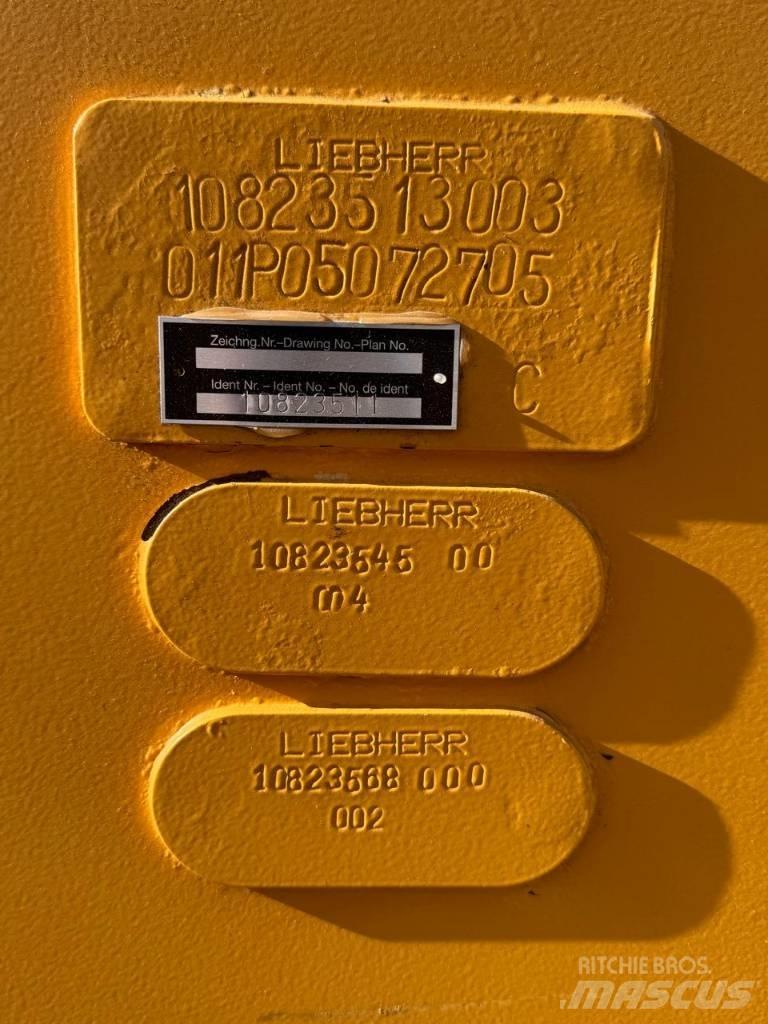 LIEBHERR
10823513003
011P05072705
Zeichng.Nr.-Drawing No.-Plan No.
Ident Nr. - Ident No. - No. de ident
10823511
C
LIEBHERR
10823545 00
LIEBHERR
10823568 000
002
RITCHIE BROS.
MASCUS